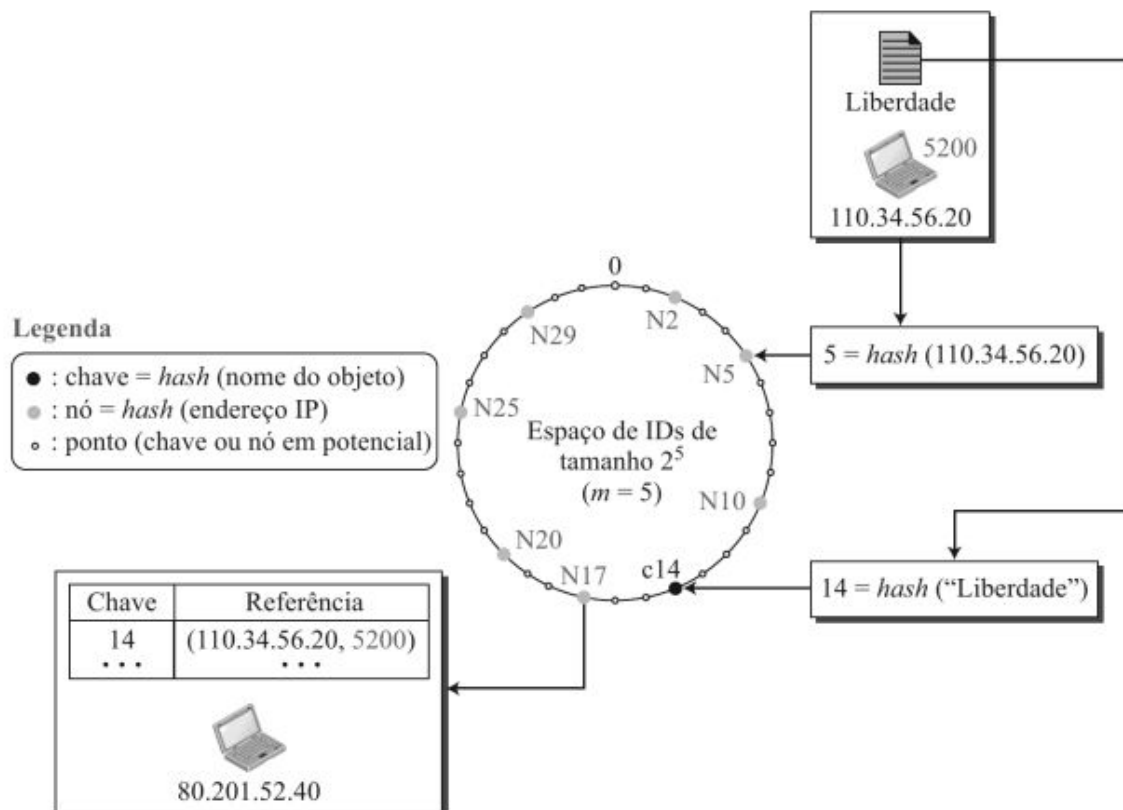 Liberdade
5200
110.34.56.20
5 = hash (110.34.56.20)
0
N2
N5
N10
c14
N17
N20
N25
N29
Espaço de IDs de
tamanho 2⁵
(m = 5)
Legenda
: chave = hash (nome do objeto)
: nó = hash (endereço IP)
: ponto (chave ou nó em potencial)
14 = hash (“Liberdade”)
Chave Referência
14 (110.34.56.20, 5200)
• • • • • •
80.201.52.40